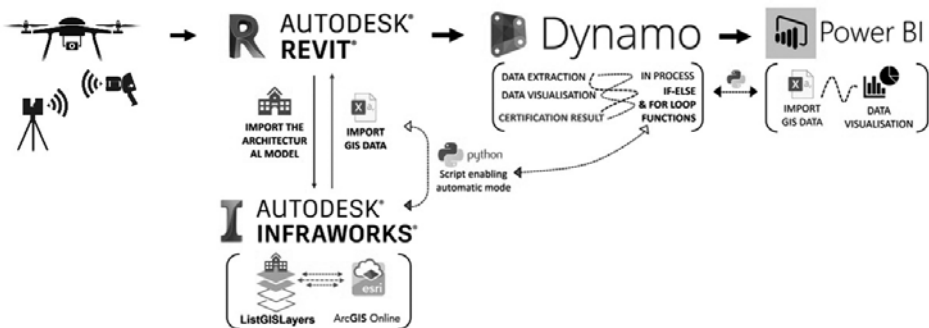 AUTODESK®
REVIT®
Dynamo
Power BI
DATA EXTRACTION
IN PROCESS
DATA VISUALISATION
IF-ELSE
& FOR LOOP
CERTIFICATION RESULT
FUNCTIONS
IMPORT
GIS DATA
DATA
VISUALISATION
IMPORT THE
ARCHITECTUR
AL MODEL
IMPORT
GIS DATA
python
Script enabling
automatic mode
AUTODESK®
INFRAWORKS®
esri
ListGISLayers
ArcGIS Online